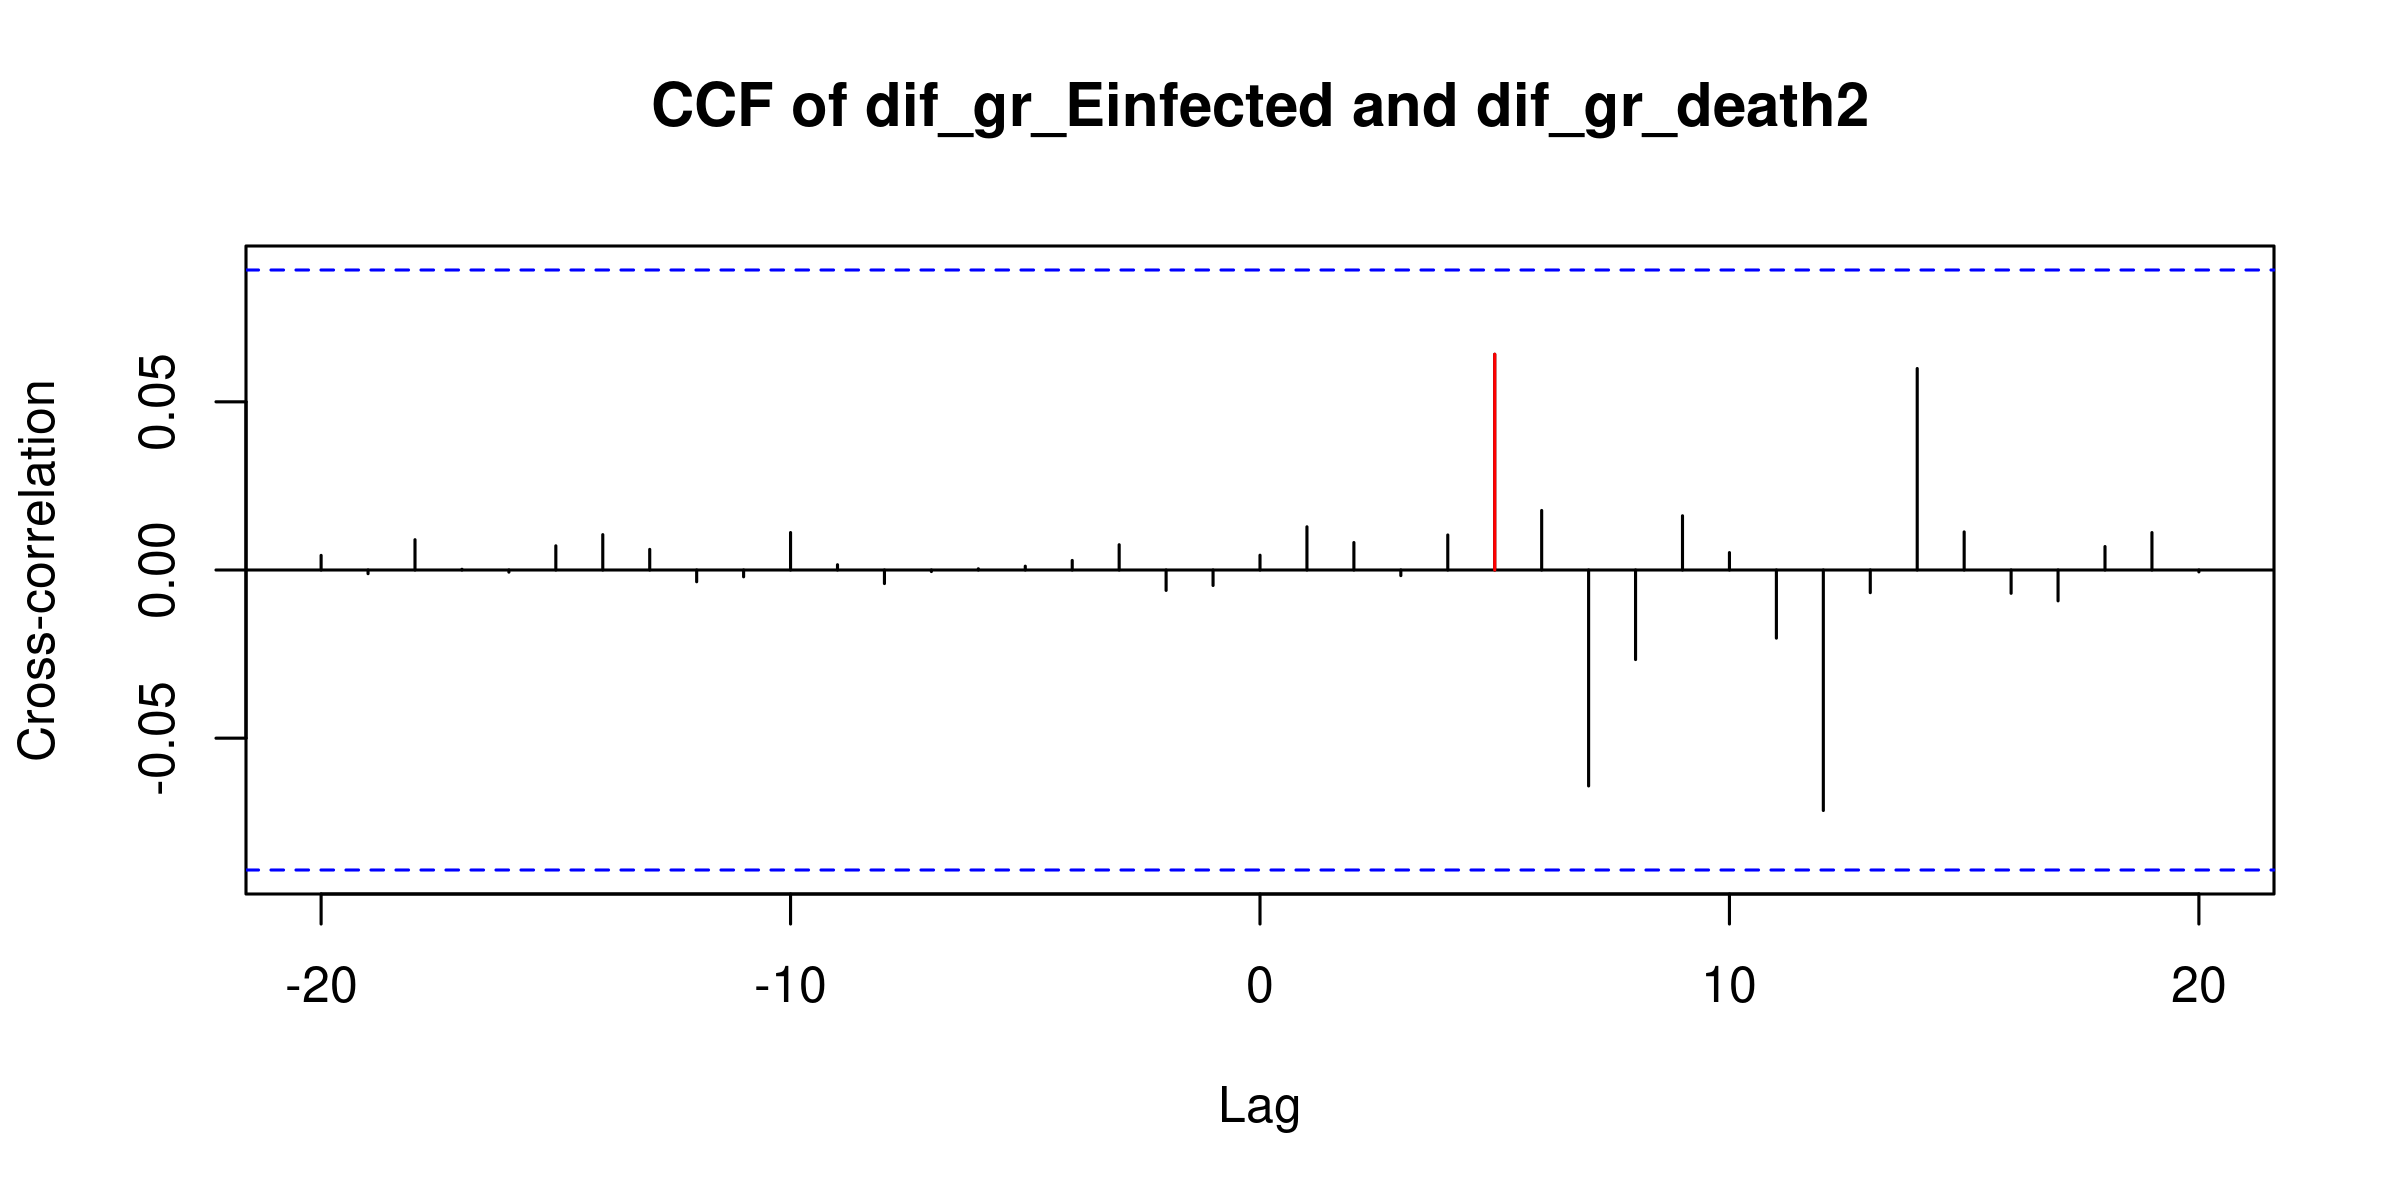 CCF of dif_gr_Einfected and dif_gr_death2
Cross-correlation
0.05
0.00
-0.05
-20 -10 0 10 20
Lag